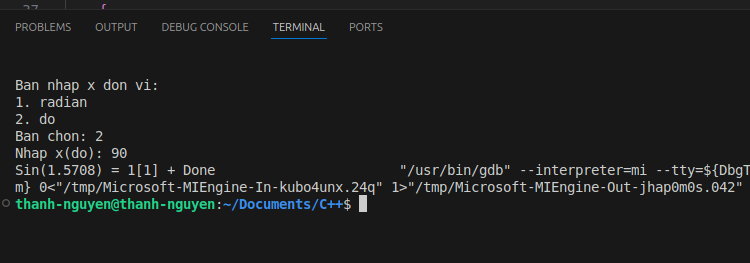 PROBLEMS OUTPUT DEBUG CONSOLE TERMINAL PORTS
Ban nhap x don vi:
1. radian
2. do
Ban chon: 2
Nhap x(do): 90
Sin(1.5708) = 1[1] + Done "/usr/bin/gdb" --interpreter=mi --tty=${DbgT
m} 0<"/tmp/Microsoft-MIEngine-In-kubo4unx.24q" 1>"/tmp/Microsoft-MIEngine-Out-jhap0m0s.042"
thanh-nguyen@thanh-nguyen:~/Documents/C++$